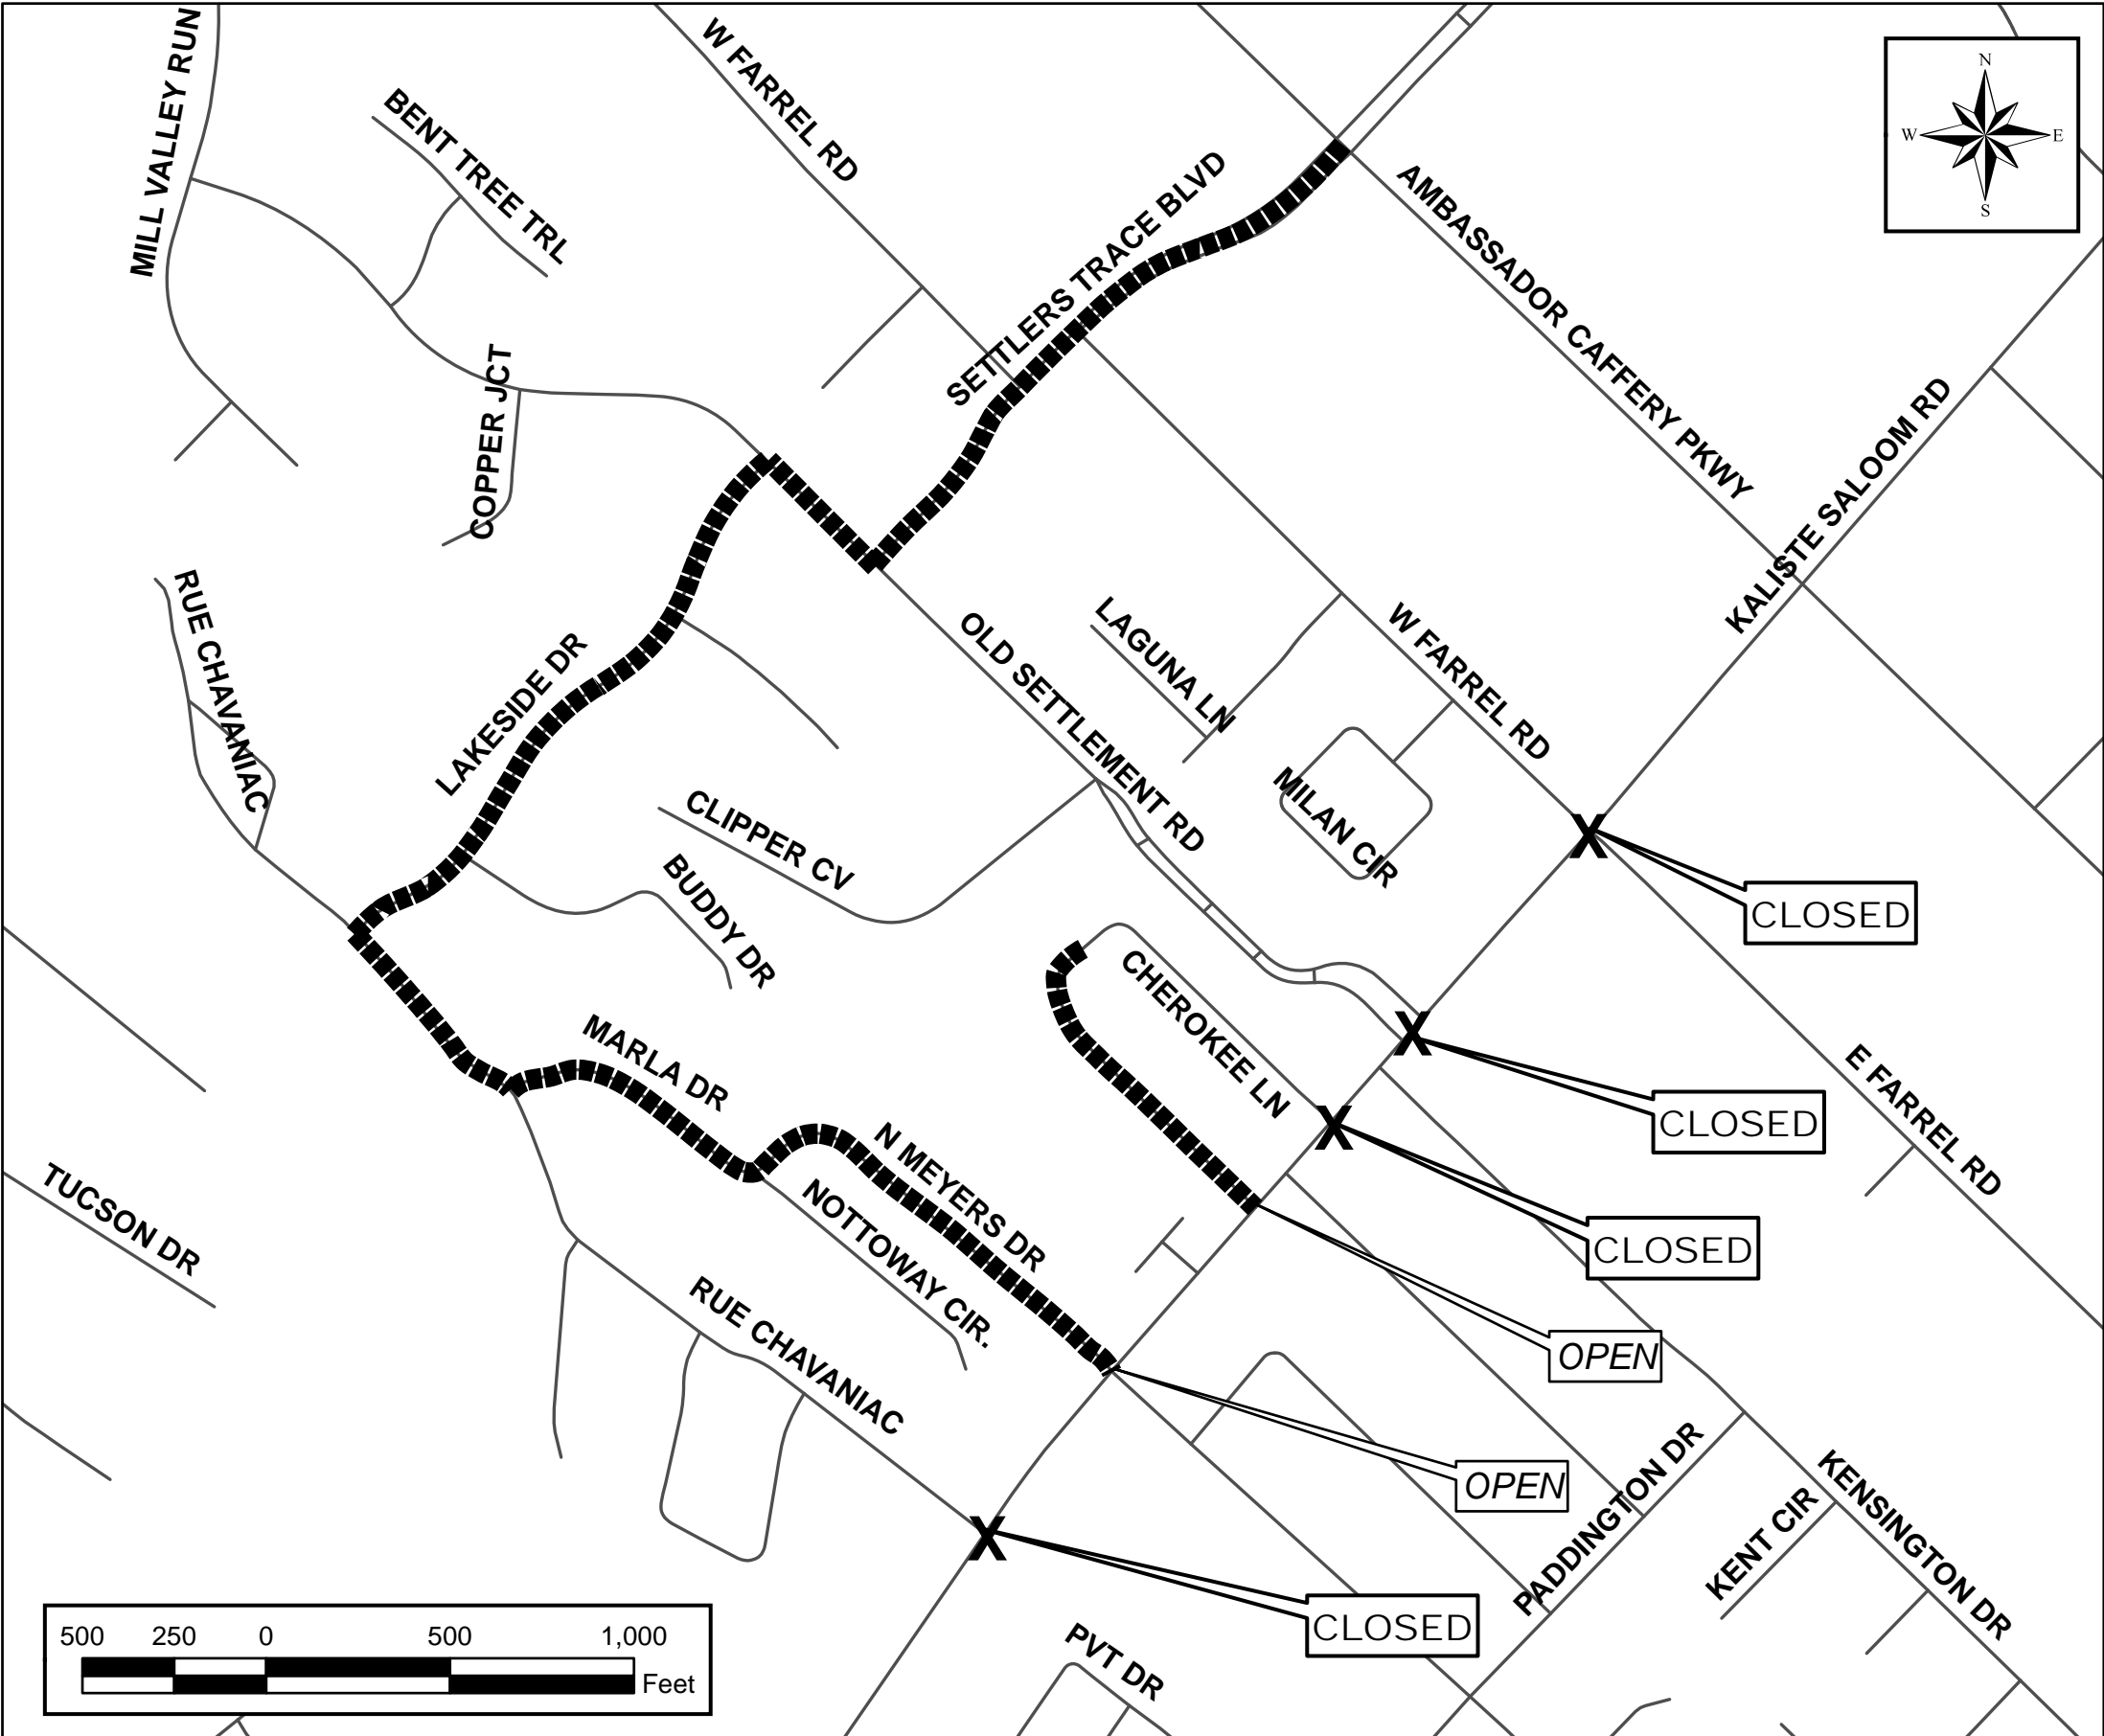 MILL VALLEY RUN
BENT TREE TRL
W FARREL RD
SETTLERS TRACE BLVD
AMBASSADOR CAFFERY PKWY
N
W
E
S
COPPER JCT
KALISTE SALOOM RD
RUE CHAVANIAC
LAKESIDE DR
OLD SETTLEMENT RD
LAGUNA LN
W FARREL RD
MILAN CIR
CLIPPER CV
BUDDY DR
CLOSED
CHEROKEE LN
MARLA DR
CLOSED
E FARREL RD
X
X
X
X
CLOSED
N MEYERS DR
NOTTOWAY CIR.
TUCSON DR
RUE CHAVANIAC
OPEN
OPEN
PADDINGTON DR
KENT CIR
KENSINGTON DR
CLOSED
PVT DR
500 250 0 500 1,000
Feet